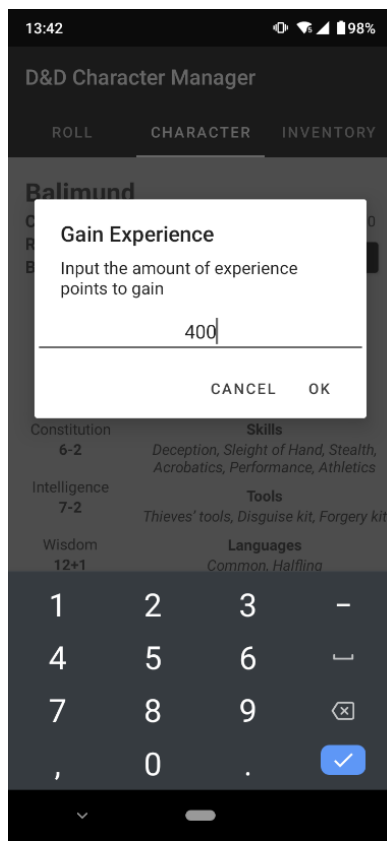 13:42
98%
D&D Character Manager
ROLL
CHARACTER
INVENTORY
Balimund
Gain Experience
Input the amount of experience
points to gain
400
CANCEL
OK
Constitution
6-2
Skills
Deception, Sleight of Hand, Stealth,
Acrobatics, Performance, Athletics
Intelligence
7-2
Tools
Thieves' tools, Disguise kit, Forgery kit
Wisdom
12+1
Languages
Common, Halfling
1 2 3 –
4 5 6
7 8 9
, 0 .